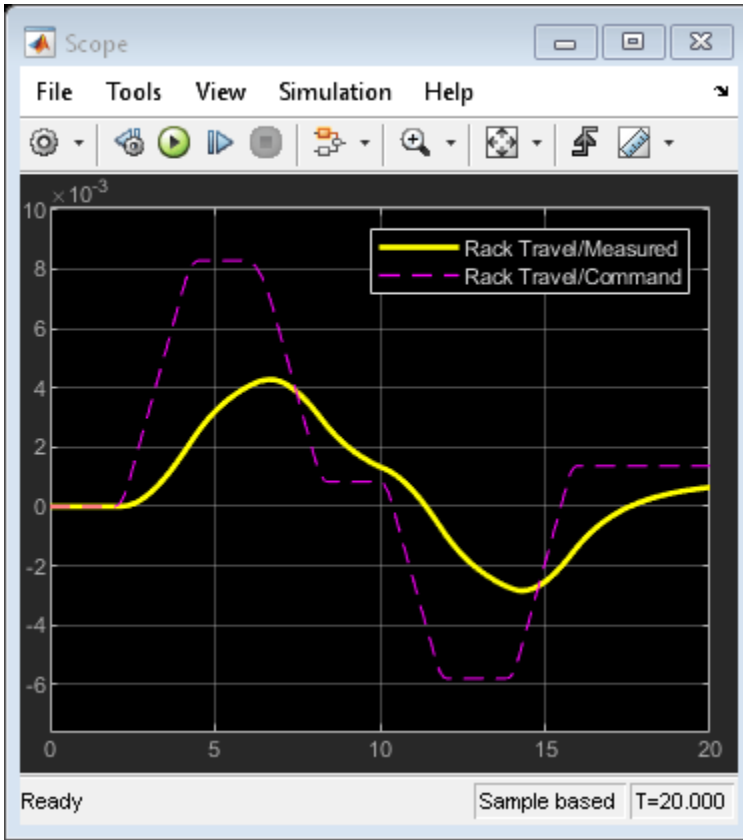 Scope
File Tools View Simulation Help
×10-3
10
8
6
4
2
0
-2
-4
-6
0 5 10 15 20
Rack Travel/Measured
Rack Travel/Command
Ready Sample based T=20.000